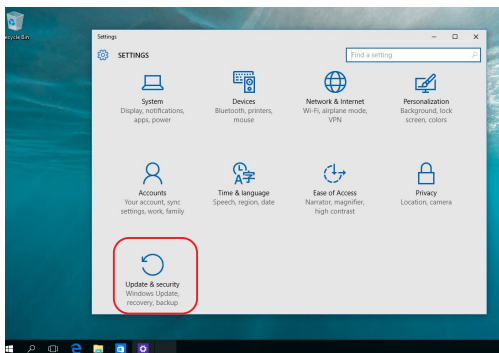 Recycle Bin
Settings
SETTINGS
Find a setting
System
Display, notifications,
apps, power
Devices
Bluetooth, printers,
mouse
Network & Internet
Wi-Fi, airplane mode,
VPN
Personalization
Background, lock
screen, colors
Accounts
Your account, sync
settings, work, family
Time & language
Speech, region, date
Ease of Access
Narrator, magnifier,
high contrast
Privacy
Location, camera
Update & security
Windows Update,
recovery, backup